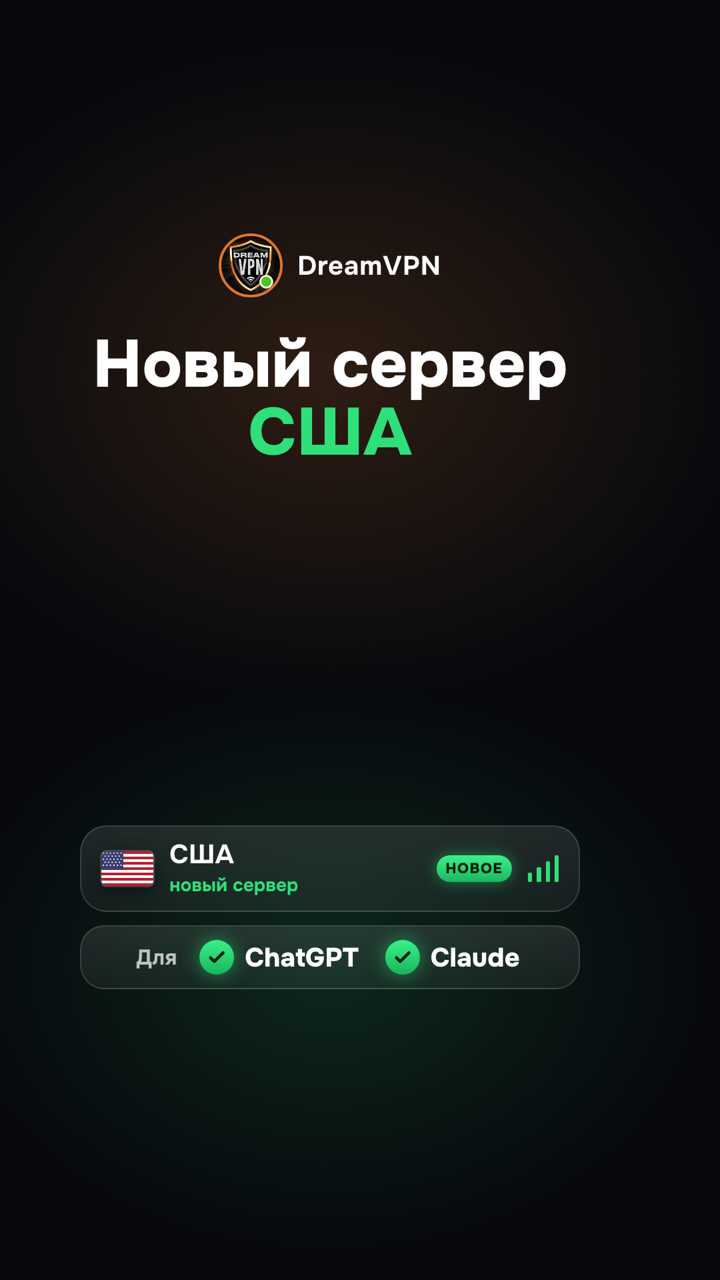 DREAM
VPN
DreamVPN
Новый сервер
США
США
новый сервер
НОВОЕ
Для ChatGPT Claude